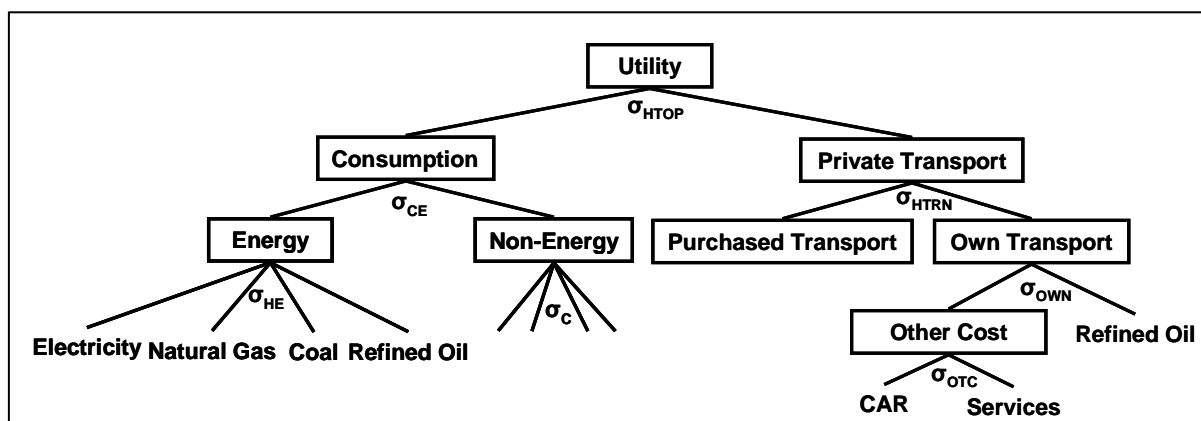 Utility
σHTOP
Consumption
Private Transport
σCE
σHTRN
Energy
Non-Energy
Purchased Transport
Own Transport
σHE
σC
σOWN
Electricity
Natural Gas
Coal
Refined Oil
Other Cost
Refined Oil
σOTC
CAR
Services